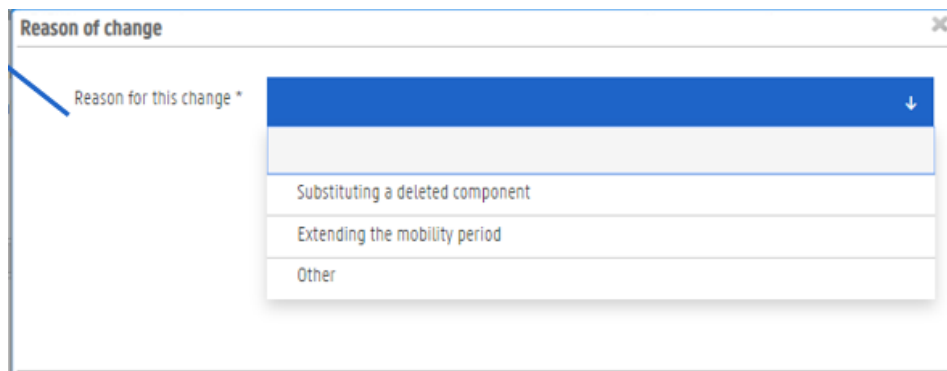 Reason of change
Reason for this change *
Substituting a deleted component
Extending the mobility period
Other